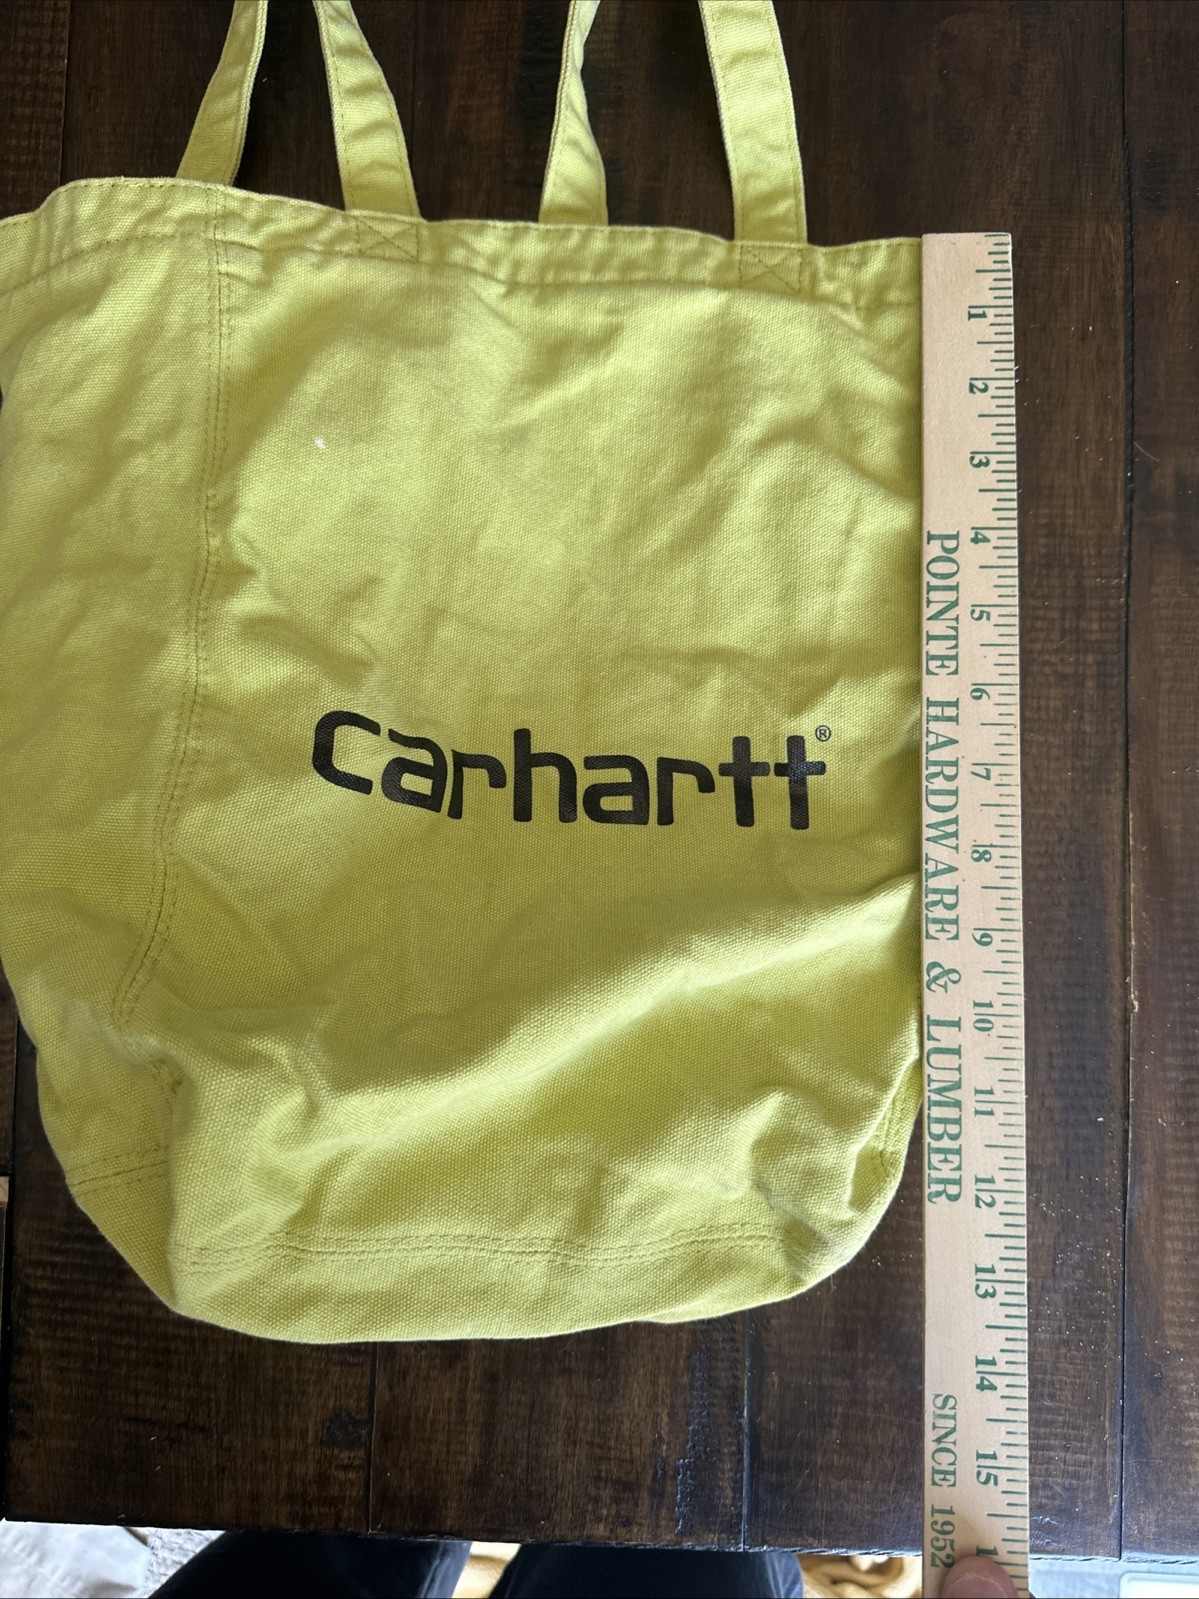 carhartt®
1 2 3 4 5 6 7 8 9 10 11 12 13 14 15
POINTE HARDWARE & LUMBER
SINCE 1952